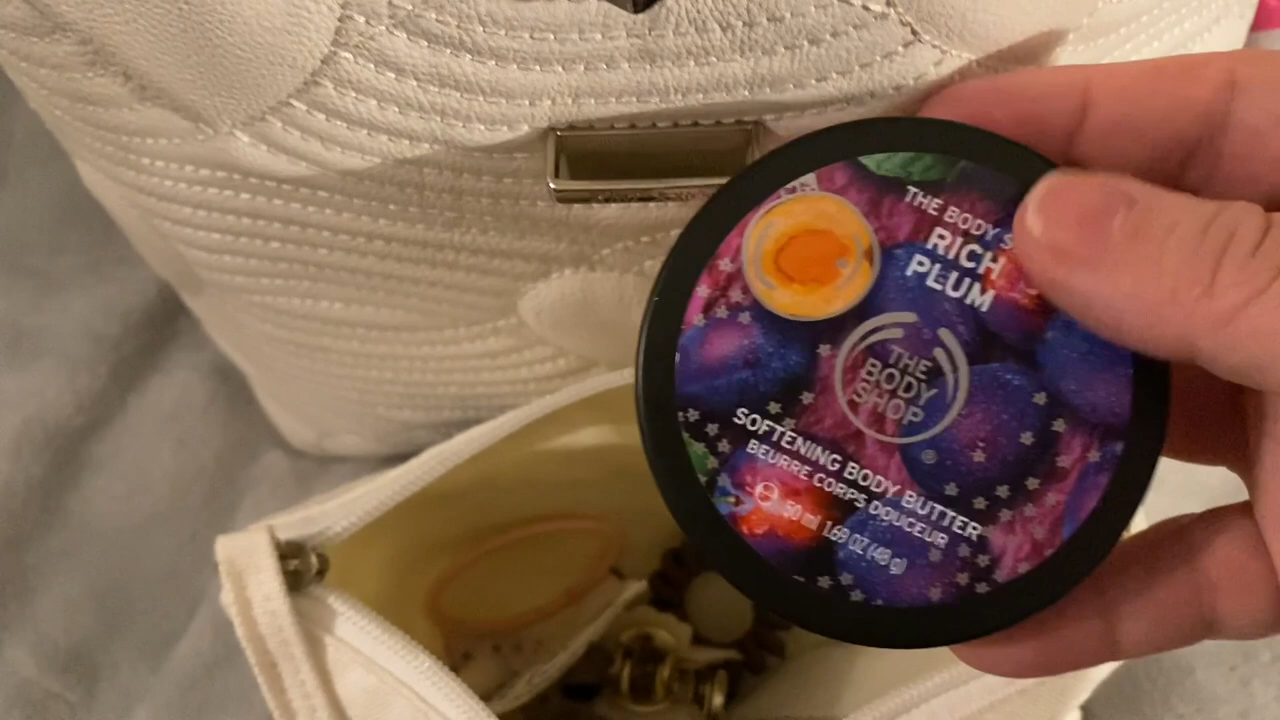 THE BODY S
RICH
PLUM
THE
BODY
SHOP
®
SOFTENING BODY BUTTER
BEURRE CORPS DOUCEUR
50 ml 1.69 OZ (48 g)